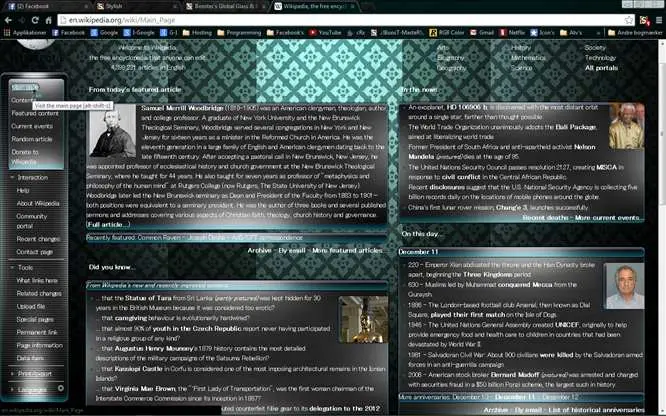 Facebook
Stylish
Booster's Global Glass & I
Wikipedia, the free ency
en.wikipedia.org/wiki/Main_Page
Applikationer
Facebook
Google
I-Google
G-I
Hosting
Programming
YouTube
cRx
RGB Color
IMDb
Icon's
Alv's
Andre bogmærker
Welcome to Wikipedia,
the free encyclopedia that anyone can edit.
4,399,221 articles in English
Arts
Biography
Geography
History
Mathematics
Science
Society
Technology
All portals
Main page
Contents
Visit the main page [alt-shift-z]
Featured content
Current events
Random article
Donate to
Wikipedia
Interaction
Help
About Wikipedia
Community
portal
Recent changes
Contact page
Tools
What links here
Related changes
Upload file
Special pages
Permanent link
Page information
Data item
Print/export
Languages
From today's featured article
Samuel Merrill Woodbridge (1819–1905) was an American clergyman, theologian, author,
and college professor. A graduate of New York University and the New Brunswick
Theological Seminary, Woodbridge served several congregations in New York and New
Jersey for sixteen years as a minister in the Reformed Church in America. He was the
eleventh generation in a large family of English and American clergymen dating back to the
late fifteenth century. After accepting a pastoral call in New Brunswick, New Jersey, he
was appointed professor of ecclesiastical history and church government at the New Brunswick Theological
Seminary, where he taught for 44 years. He also taught for seven years as professor of "metaphysics and
philosophy of the human mind" at Rutgers College (now Rutgers, The State University of New Jersey).
Woodbridge later led the New Brunswick seminary as Dean and President of the Faculty from 1883 to 1901 –
both positions were equivalent to a seminary president. He was the author of three books and several published
sermons and addresses covering various aspects of Christian faith, theology, church history and government.
(Full article...)
Recently featured: Common Raven – Joseph Desha –
Archive – By email – More featured articles...
Did you know...
From Wikipedia's new and recently improved content:
... that the Statue of Tara from Sri Lanka (partly pictured) was kept hidden for 30
years in the British Museum because it was considered too erotic?
... that caregiving behaviour is evolutionarily hardwired?
... that almost 90% of youth in the Czech Republic report never having participated
in a religious group of any kind?
... that Augustus Henry Mounsey's 1879 history contains the most detailed
descriptions of the military campaign of the Satsuma Rebellion?
... that Kassiopi Castle in Corfu is considered one of the most imposing architectural remains in the Ionian
Islands?
... that Virginia Mae Brown, the "First Lady of Transportation", was the first woman chairman of the
Interstate Commerce Commission since its inception in 1887?
uted counterfeit Nike gear to its delegation to the 2012
In the news
An exoplanet, HD 106906 b, is discovered with the most distant orbit
around a single star, farther than thought possible.
The World Trade Organization unanimously adopts the Bali Package,
aimed at liberalizing world trade.
Former President of South Africa and anti-apartheid activist Nelson
Mandela (pictured) dies at the age of 95.
The United Nations Security Council passes resolution 2127, creating MISCA in
response to civil conflict in the Central African Republic.
Recent disclosures suggest that the U.S. National Security Agency is collecting five
billion records daily on the locations of mobile phones around the globe.
China's first lunar rover mission, Chang'e 3, launches successfully.
Recent deaths – More current events...
On this day...
December 11
220 – Emperor Xian abdicated the throne and the Han Dynasty broke
apart, beginning the Three Kingdoms period.
630 – Muslims led by Muhammad conquered Mecca from the
Quraysh.
1886 – The London-based football club Arsenal, then known as Dial
Square, played their first match on the Isle of Dogs.
1946 – The United Nations General Assembly created UNICEF, originally to help
provide emergency food and health care to children in countries that had been
devastated by World War II.
1981 – Salvadoran Civil War: About 900 civilians were killed by the Salvadoran armed
forces in an anti-guerrilla campaign.
2008 – American stock broker Bernard Madoff (pictured) was arrested and charged
with securities fraud in a $50 billion Ponzi scheme, the largest such in history.
More anniversaries: December 10 – December 11 – December 12
Archive – By email – List of historical anniversaries
en.wikipedia.org/wiki/Main_Page